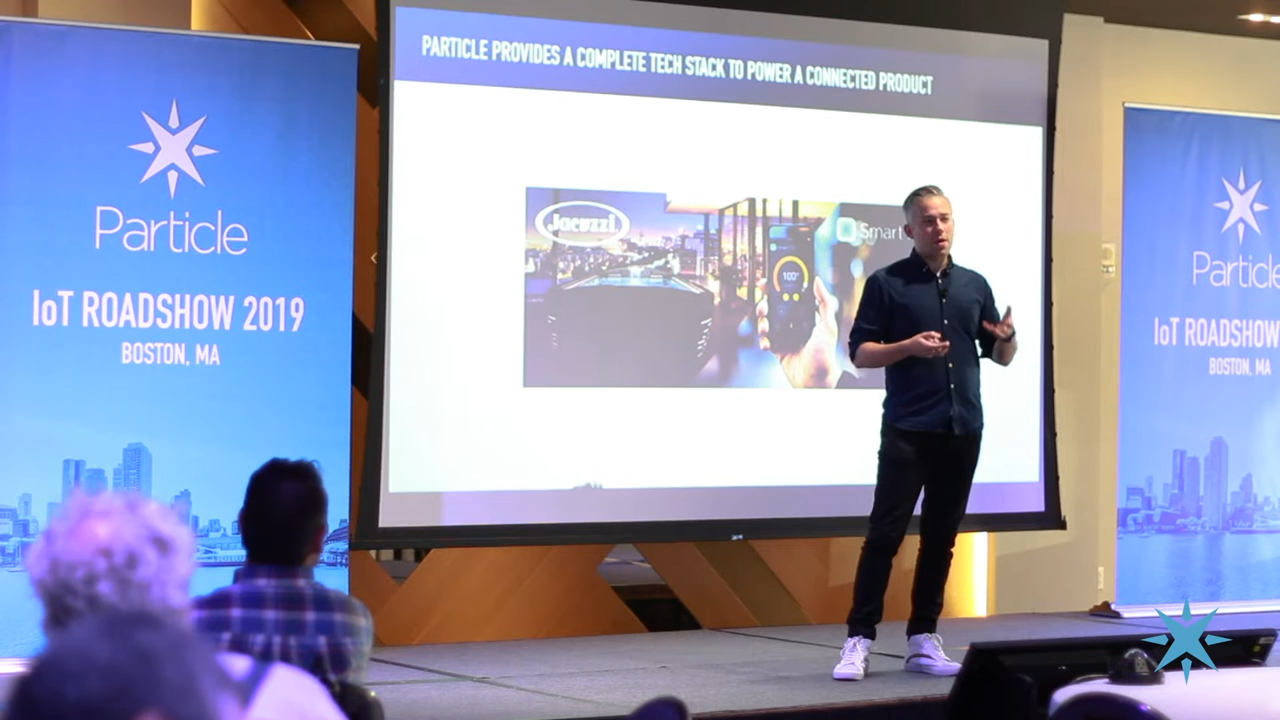 PARTICLE PROVIDES A COMPLETE TECH STACK TO POWER A CONNECTED PRODUCT
Particle
IoT ROADSHOW 2019
BOSTON, MA
Jacuzzi
100°
Smart
Particle
IoT ROADSHOW
BOSTON, MA